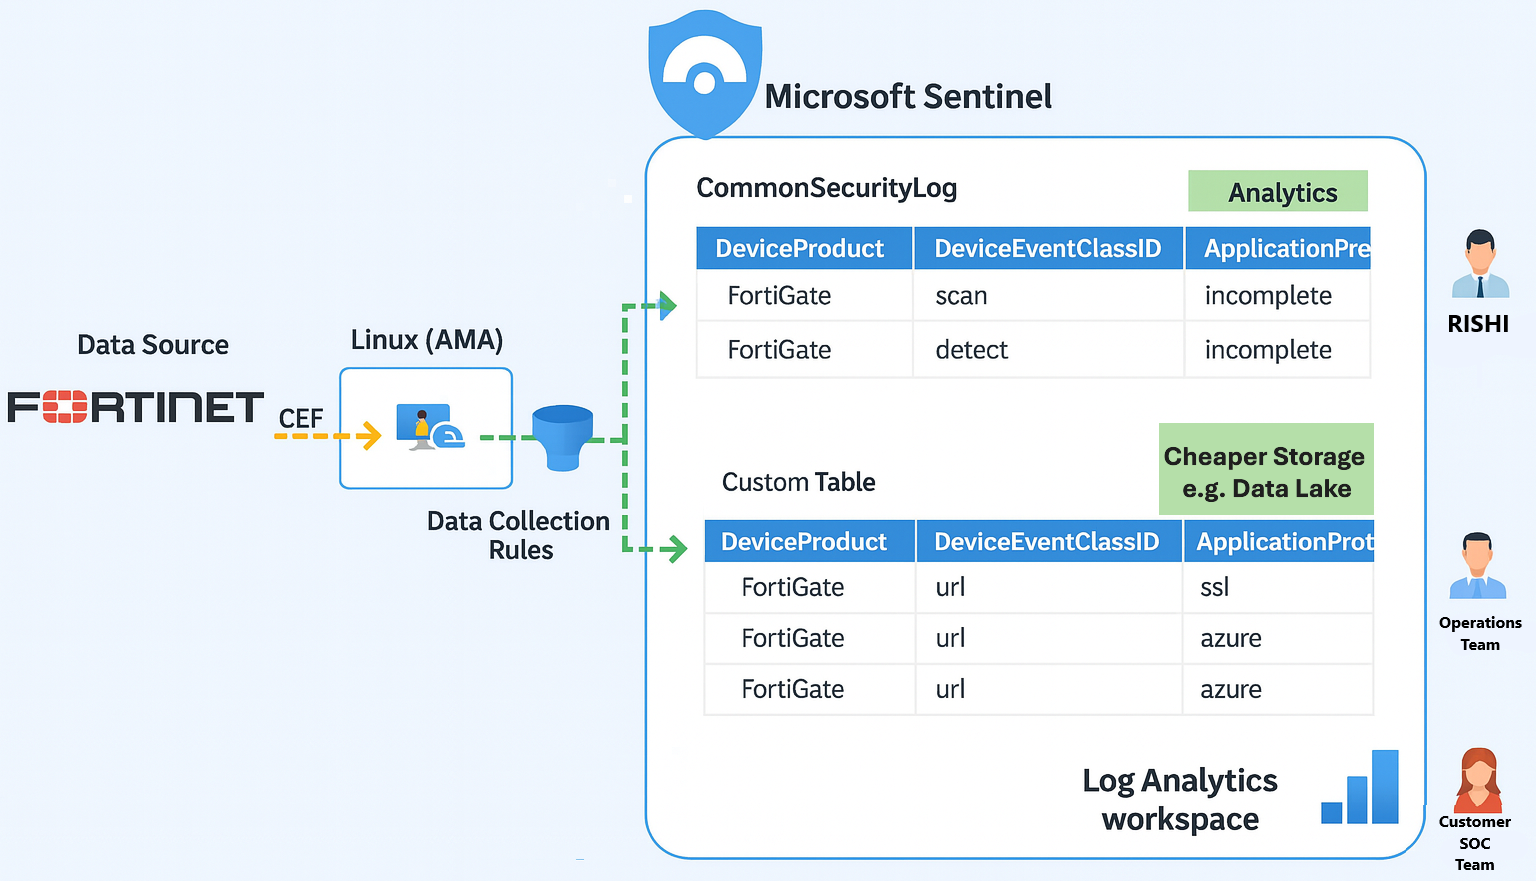 Microsoft Sentinel
CommonSecurityLog
Analytics
DeviceProduct DeviceEventClassID ApplicationPre
FortiGate scan incomplete
FortiGate detect incomplete
RISHI
Data Source
Linux (AMA)
FORTINET
CEF
Data Collection
Rules
Custom Table
Cheaper Storage
e.g. Data Lake
DeviceProduct DeviceEventClassID ApplicationProt
FortiGate url ssl
FortiGate url azure
FortiGate url azure
Operations
Team
Log Analytics
workspace
Customer
SOC
Team